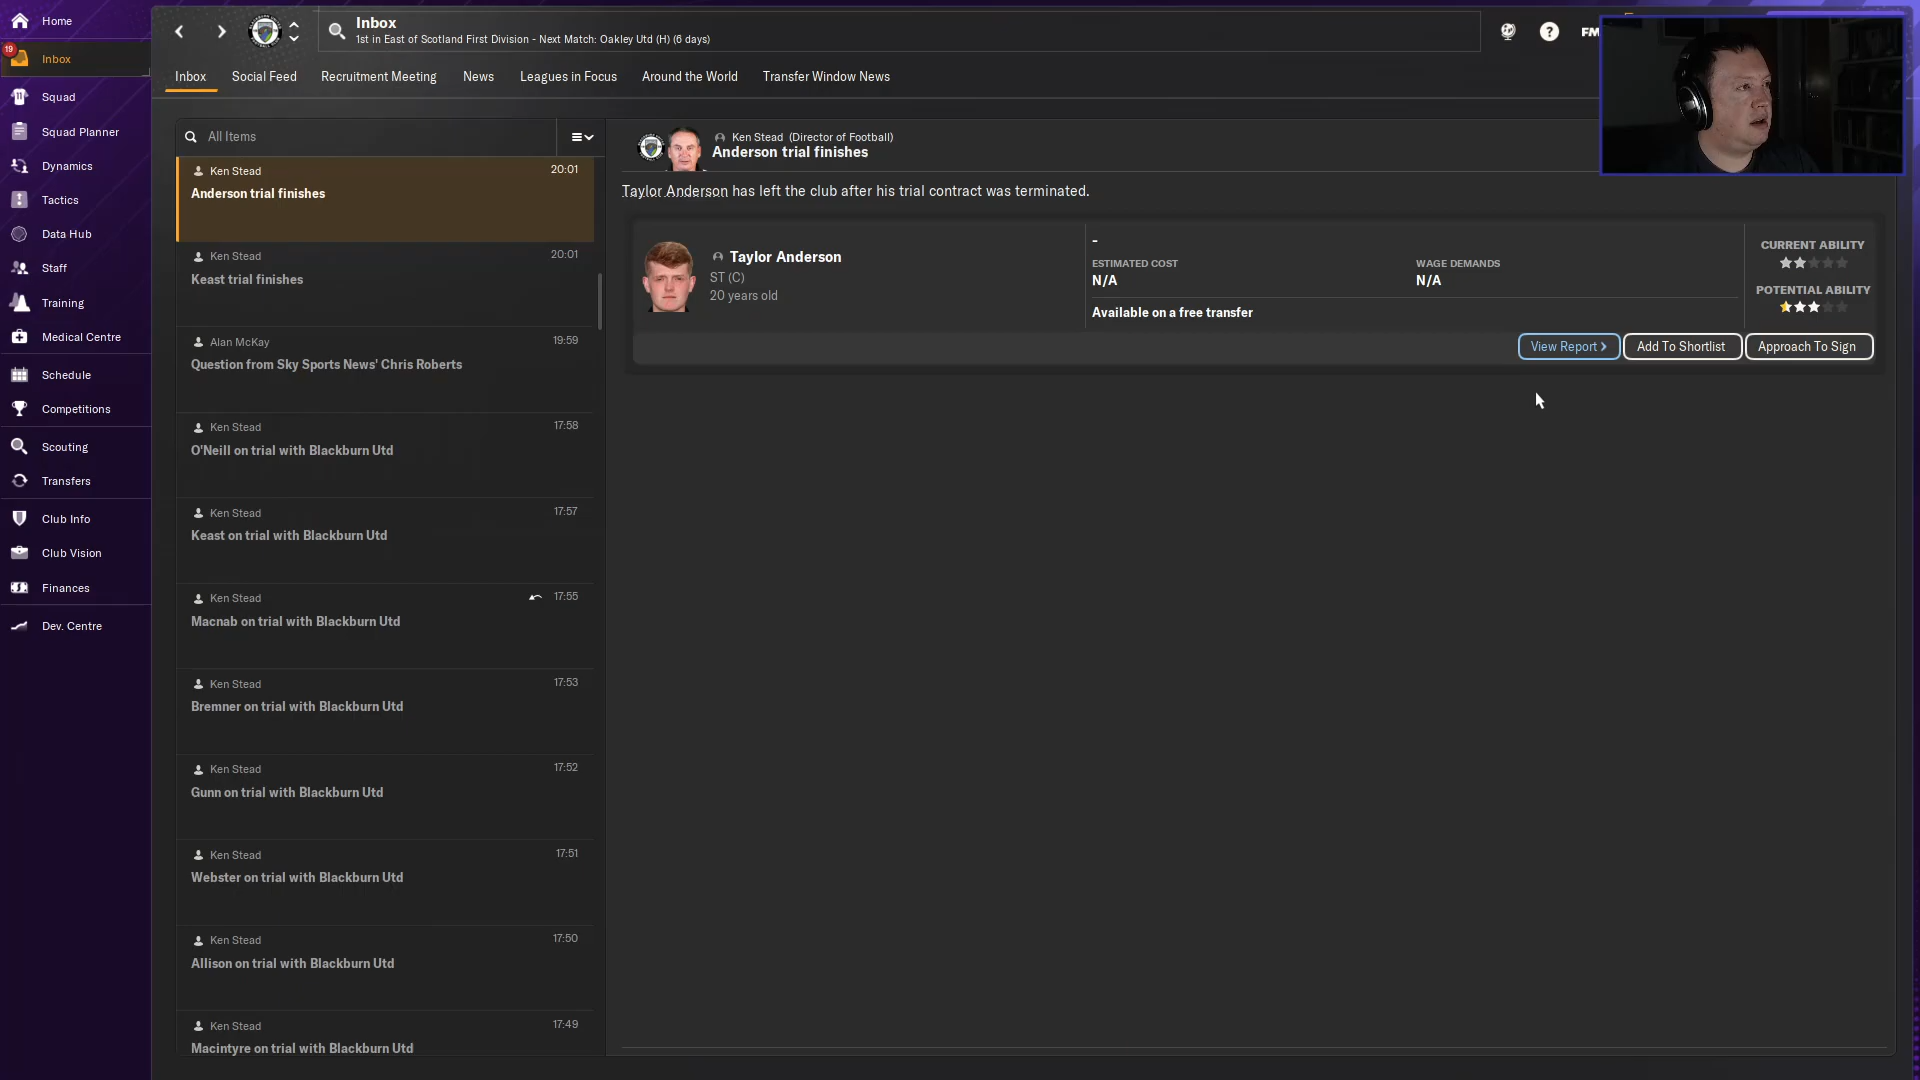 Home
19
Inbox
Squad
Squad Planner
Dynamics
Tactics
Data Hub
Staff
Training
Medical Centre
Schedule
Competitions
Scouting
Transfers
Club Info
Club Vision
Finances
Dev. Centre
Inbox
1st in East of Scotland First Division - Next Match: Oakley Utd (H) (6 days)
FM
Inbox Social Feed Recruitment Meeting News Leagues in Focus Around the World Transfer Window News
All Items
Ken Stead 20:01
Anderson trial finishes
Ken Stead 20:01
Keast trial finishes
Alan McKay 19:59
Question from Sky Sports News' Chris Roberts
Ken Stead 17:58
O'Neill on trial with Blackburn Utd
Ken Stead 17:57
Keast on trial with Blackburn Utd
Ken Stead 17:55
Macnab on trial with Blackburn Utd
Ken Stead 17:53
Bremner on trial with Blackburn Utd
Ken Stead 17:52
Gunn on trial with Blackburn Utd
Ken Stead 17:51
Webster on trial with Blackburn Utd
Ken Stead 17:50
Allison on trial with Blackburn Utd
Ken Stead 17:49
Macintyre on trial with Blackburn Utd
Ken Stead (Director of Football)
Anderson trial finishes
Taylor Anderson has left the club after his trial contract was terminated.
Taylor Anderson
ST (C)
20 years old
-
ESTIMATED COST WAGE DEMANDS
N/A N/A
Available on a free transfer
CURRENT ABILITY
POTENTIAL ABILITY
View Report > Add To Shortlist Approach To Sign